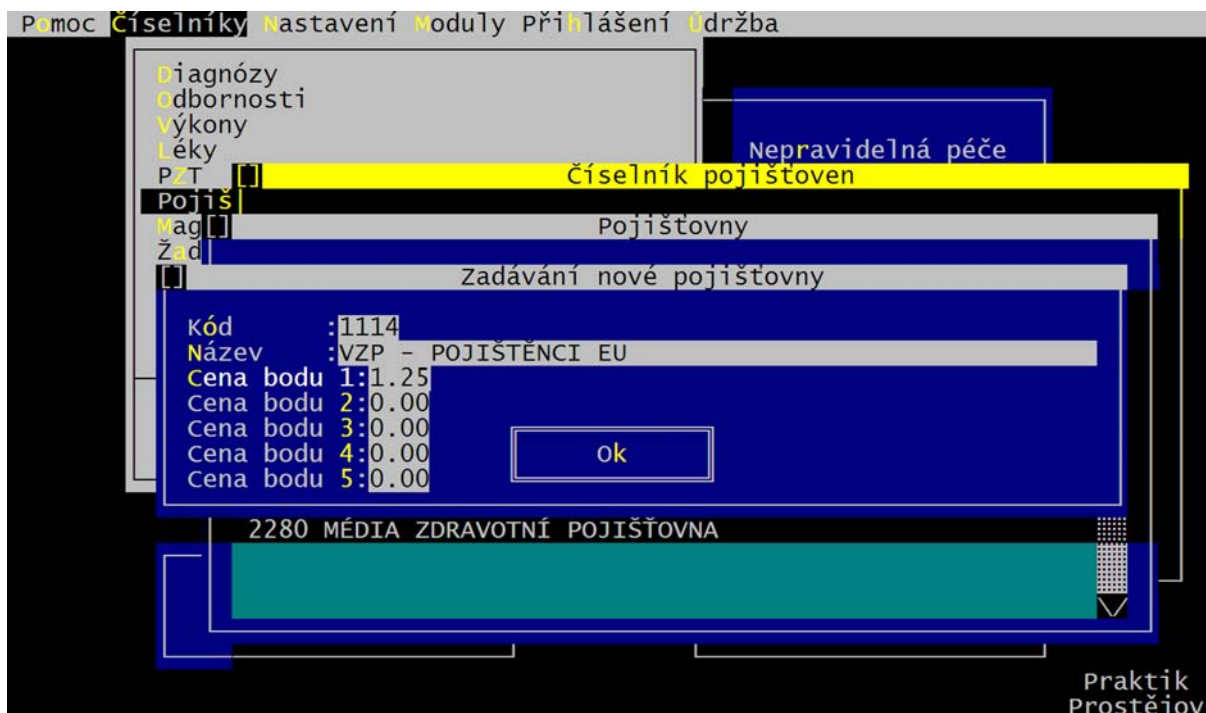 Pomoc Číselníky Nastavení Moduly Přihlášení Údržba
Diagnózy
Odbornosti
Výkony
Léky
Nepravidelná péče
PZT [] Číselník pojišťoven
Pojiš
Mag [] Pojišťovny
Žad
[] Zadávání nové pojišťovny
Kód :1114
Název :VZP - POJIŠTĚNCI EU
Cena bodu 1:1.25
Cena bodu 2:0.00
Cena bodu 3:0.00
Cena bodu 4:0.00
Ok
Cena bodu 5:0.00
2280 MÉDIA ZDRAVOTNÍ POJIŠŤOVNA
Praktik
Prostějov